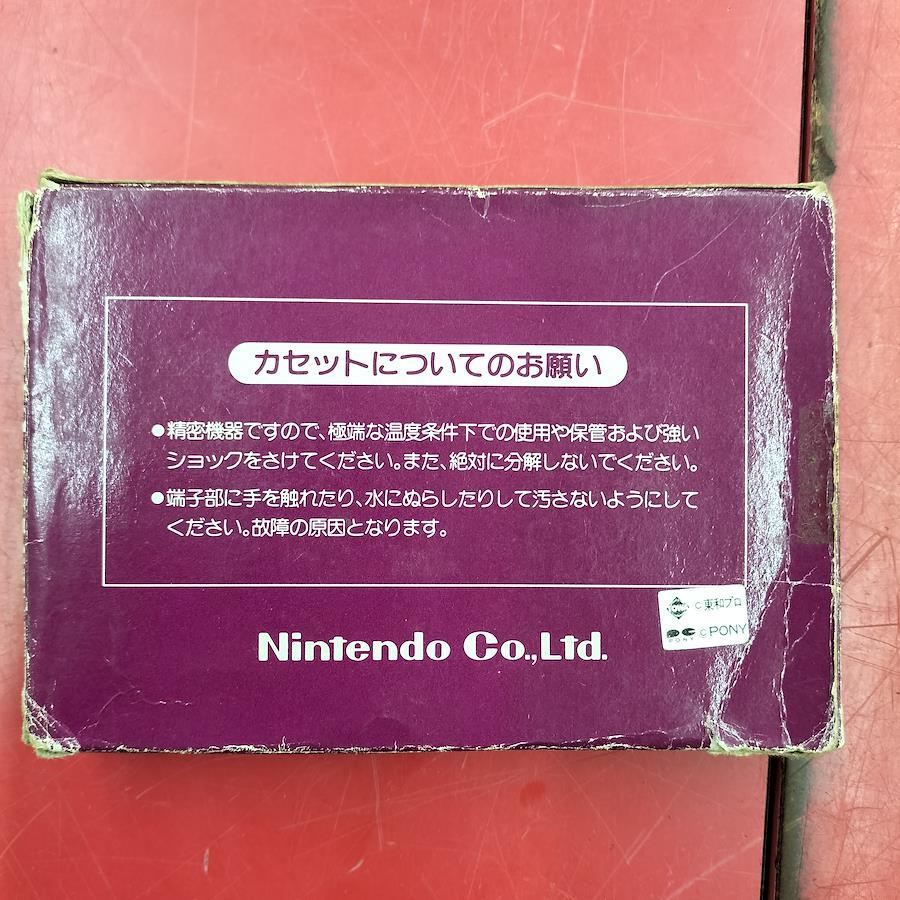 カセットについてのお願い
●精密機器ですので、極端な温度条件下での使用や保管および強い
ショックをさけてください。また、絶対に分解しないでください。
●端子部に手を触れたり、水にぬらしたりして汚さないようにして
ください。故障の原因となります。
©東和プロ
PONY ©PONY
Nintendo Co.,Ltd.